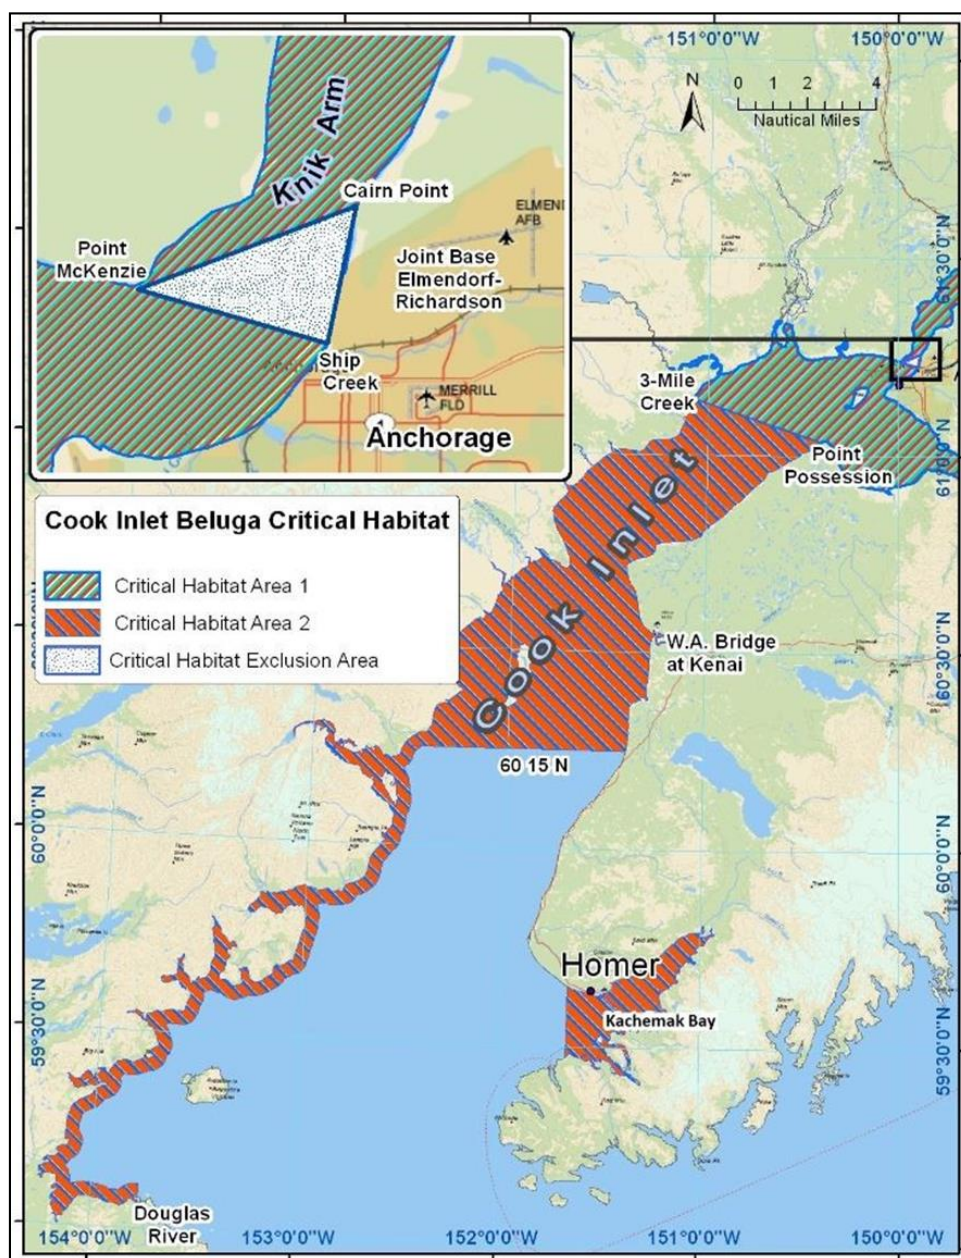 151°0'0"W
150°0'0"W
N
0 1 2 4
Nautical Miles
Knik Arm
Cairn Point
ELMENI
AFB
Point
McKenzie
Joint Base
Elmendorf-
Richardson
Ship
Creek
MERRILL
FLD
Anchorage
61°30'0"N
3-Mile
Creek
Point
Possession
61°0'0"N
Cook Inlet Beluga Critical Habitat
Critical Habitat Area 1
Critical Habitat Area 2
Critical Habitat Exclusion Area
Cook Inlet
W.A. Bridge
at Kenai
60°30'0"N
60 15 N
60°0'0"N
60°0'0"N
Homer
Kachemak Bay
59°30'0"N
59°30'0"N
Douglas
River
154°0'0"W
153°0'0"W
152°0'0"W
151°0'0"W
150°0'0"W